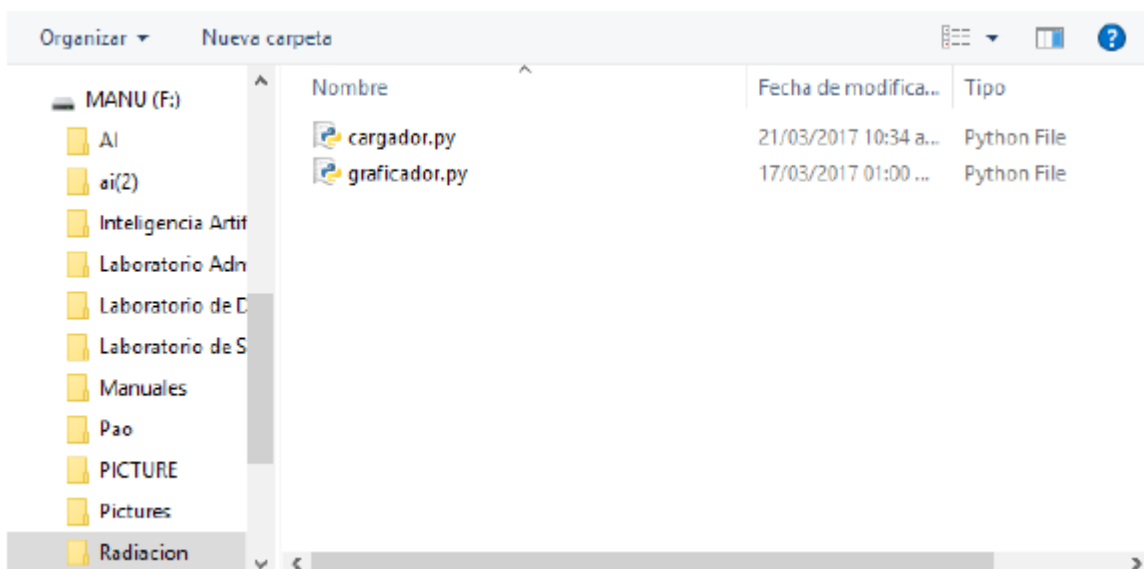 Organizar Nueva carpeta
MANU (F:)
AI
ai(2)
Inteligencia Artif
Laboratorio Adm
Laboratorio de D
Laboratorio de S
Manuales
Pao
PICTURE
Pictures
Radiacion
Nombre Fecha de modifica... Tipo
cargador.py 21/03/2017 10:34 a... Python File
graficador.py 17/03/2017 01:00 ... Python File